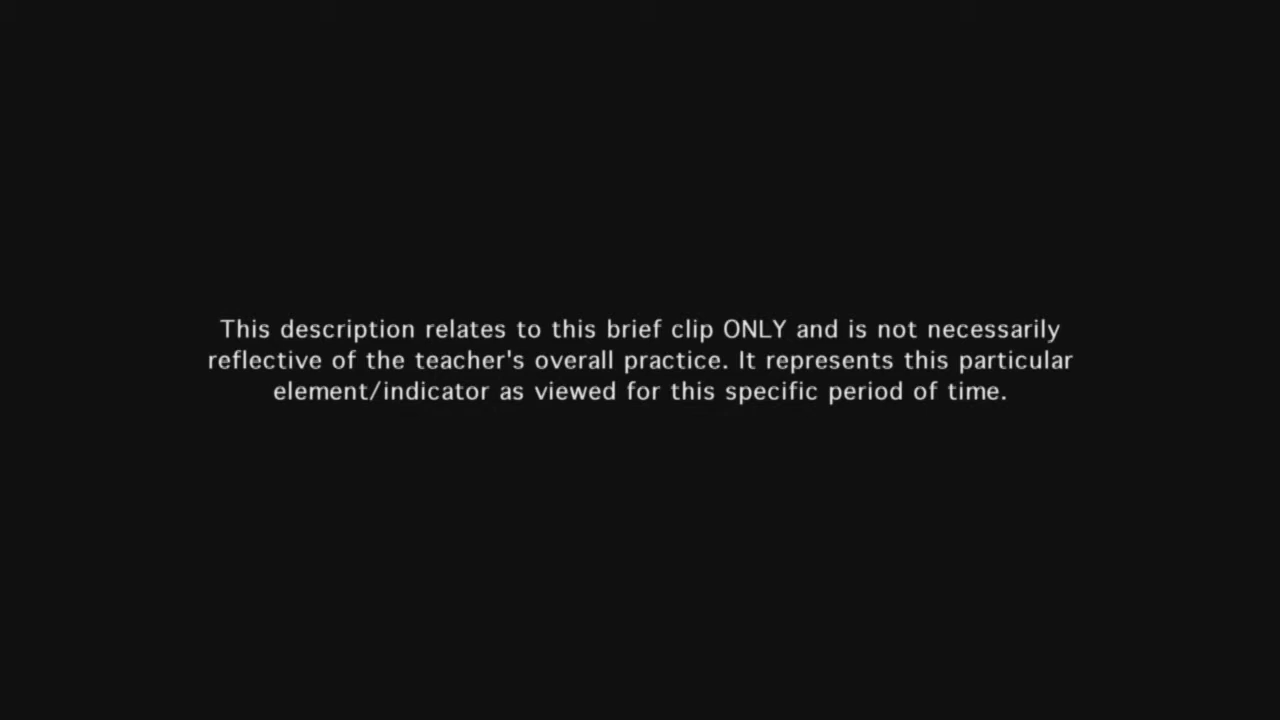 This description relates to this brief clip ONLY and is not necessarily
reflective of the teacher's overall practice. It represents this particular
element/indicator as viewed for this specific period of time.